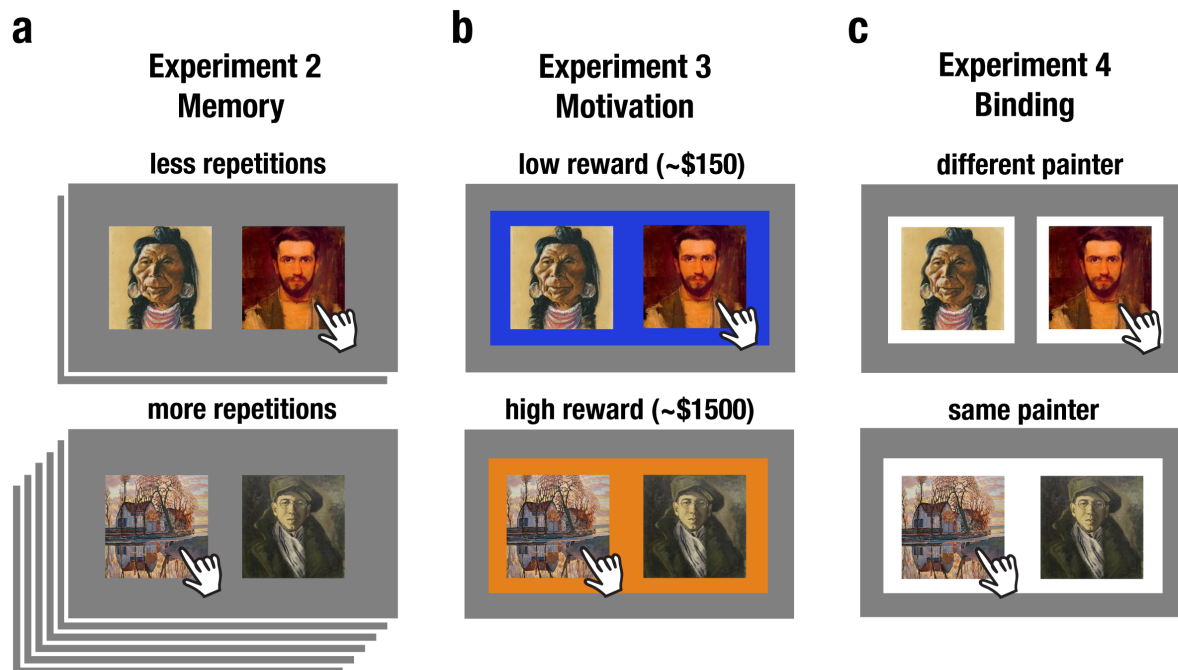 a
Experiment 2
Memory
less repetitions
more repetitions
b
Experiment 3
Motivation
low reward (~$150)
high reward (~$1500)
c
Experiment 4
Binding
different painter
same painter